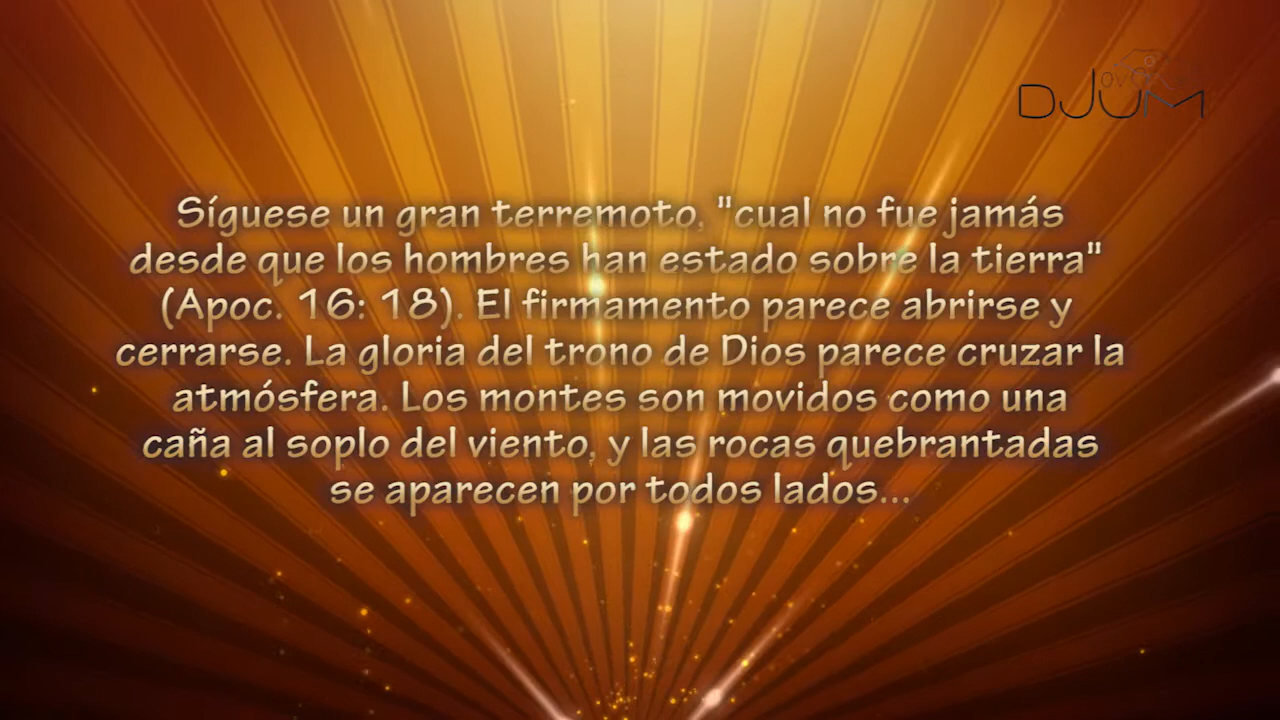 DJUM
Síguese un gran terremoto, "cual no fue jamás
desde que los hombres han estado sobre la tierra"
(Apoc. 16: 18). El firmamento parece abrirse y
cerrarse. La gloria del trono de Dios parece cruzar la
atmósfera. Los montes son movidos como una
caña al soplo del viento, y las rocas quebrantadas
se aparecen por todos lados...